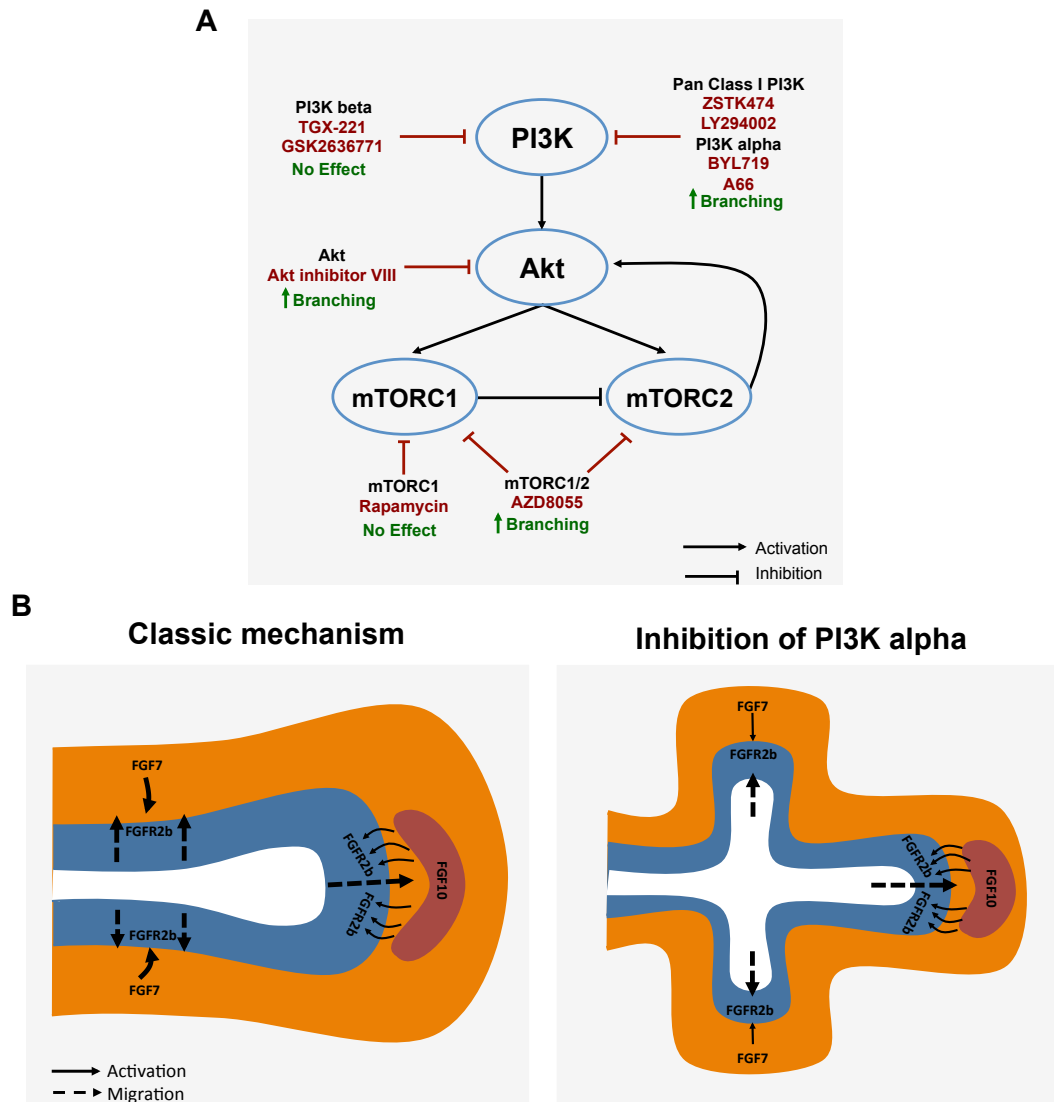 A
PI3K beta
TGX-221
GSK2636771
No Effect
PI3K
Pan Class I PI3K
ZSTK474
LY294002
PI3K alpha
BYL719
A66
Branching
Akt
Akt inhibitor VIII
Branching
Akt
mTORC1
mTORC2
mTORC1
Rapamycin
No Effect
mTORC1/2
AZD8055
Branching
Activation
Inhibition
B
Classic mechanism
FGF7
FGFR2b
FGFR2b
FGF10
FGFR2b
FGFR2b
FGF7
Activation
Migration
Inhibition of PI3K alpha
FGF7
FGFR2b
FGFR2b
FGF10
FGFR2b
FGFR2b
FGF7